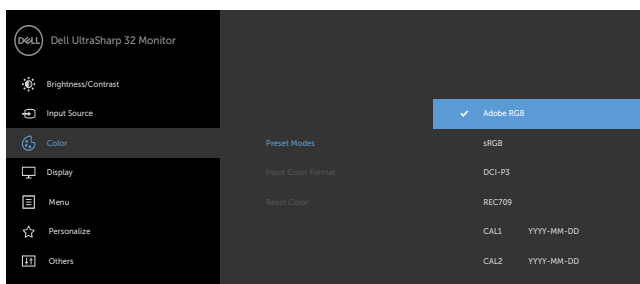 DELL Dell UltraSharp 32 Monitor
Brightness/Contrast
Input Source
Color
Display
Menu
Personalize
Others
Preset Modes
Input Color Format
Reset Color
Adobe RGB
sRGB
DCI-P3
REC709
CAL1 YYYY-MM-DD
CAL2 YYYY-MM-DD